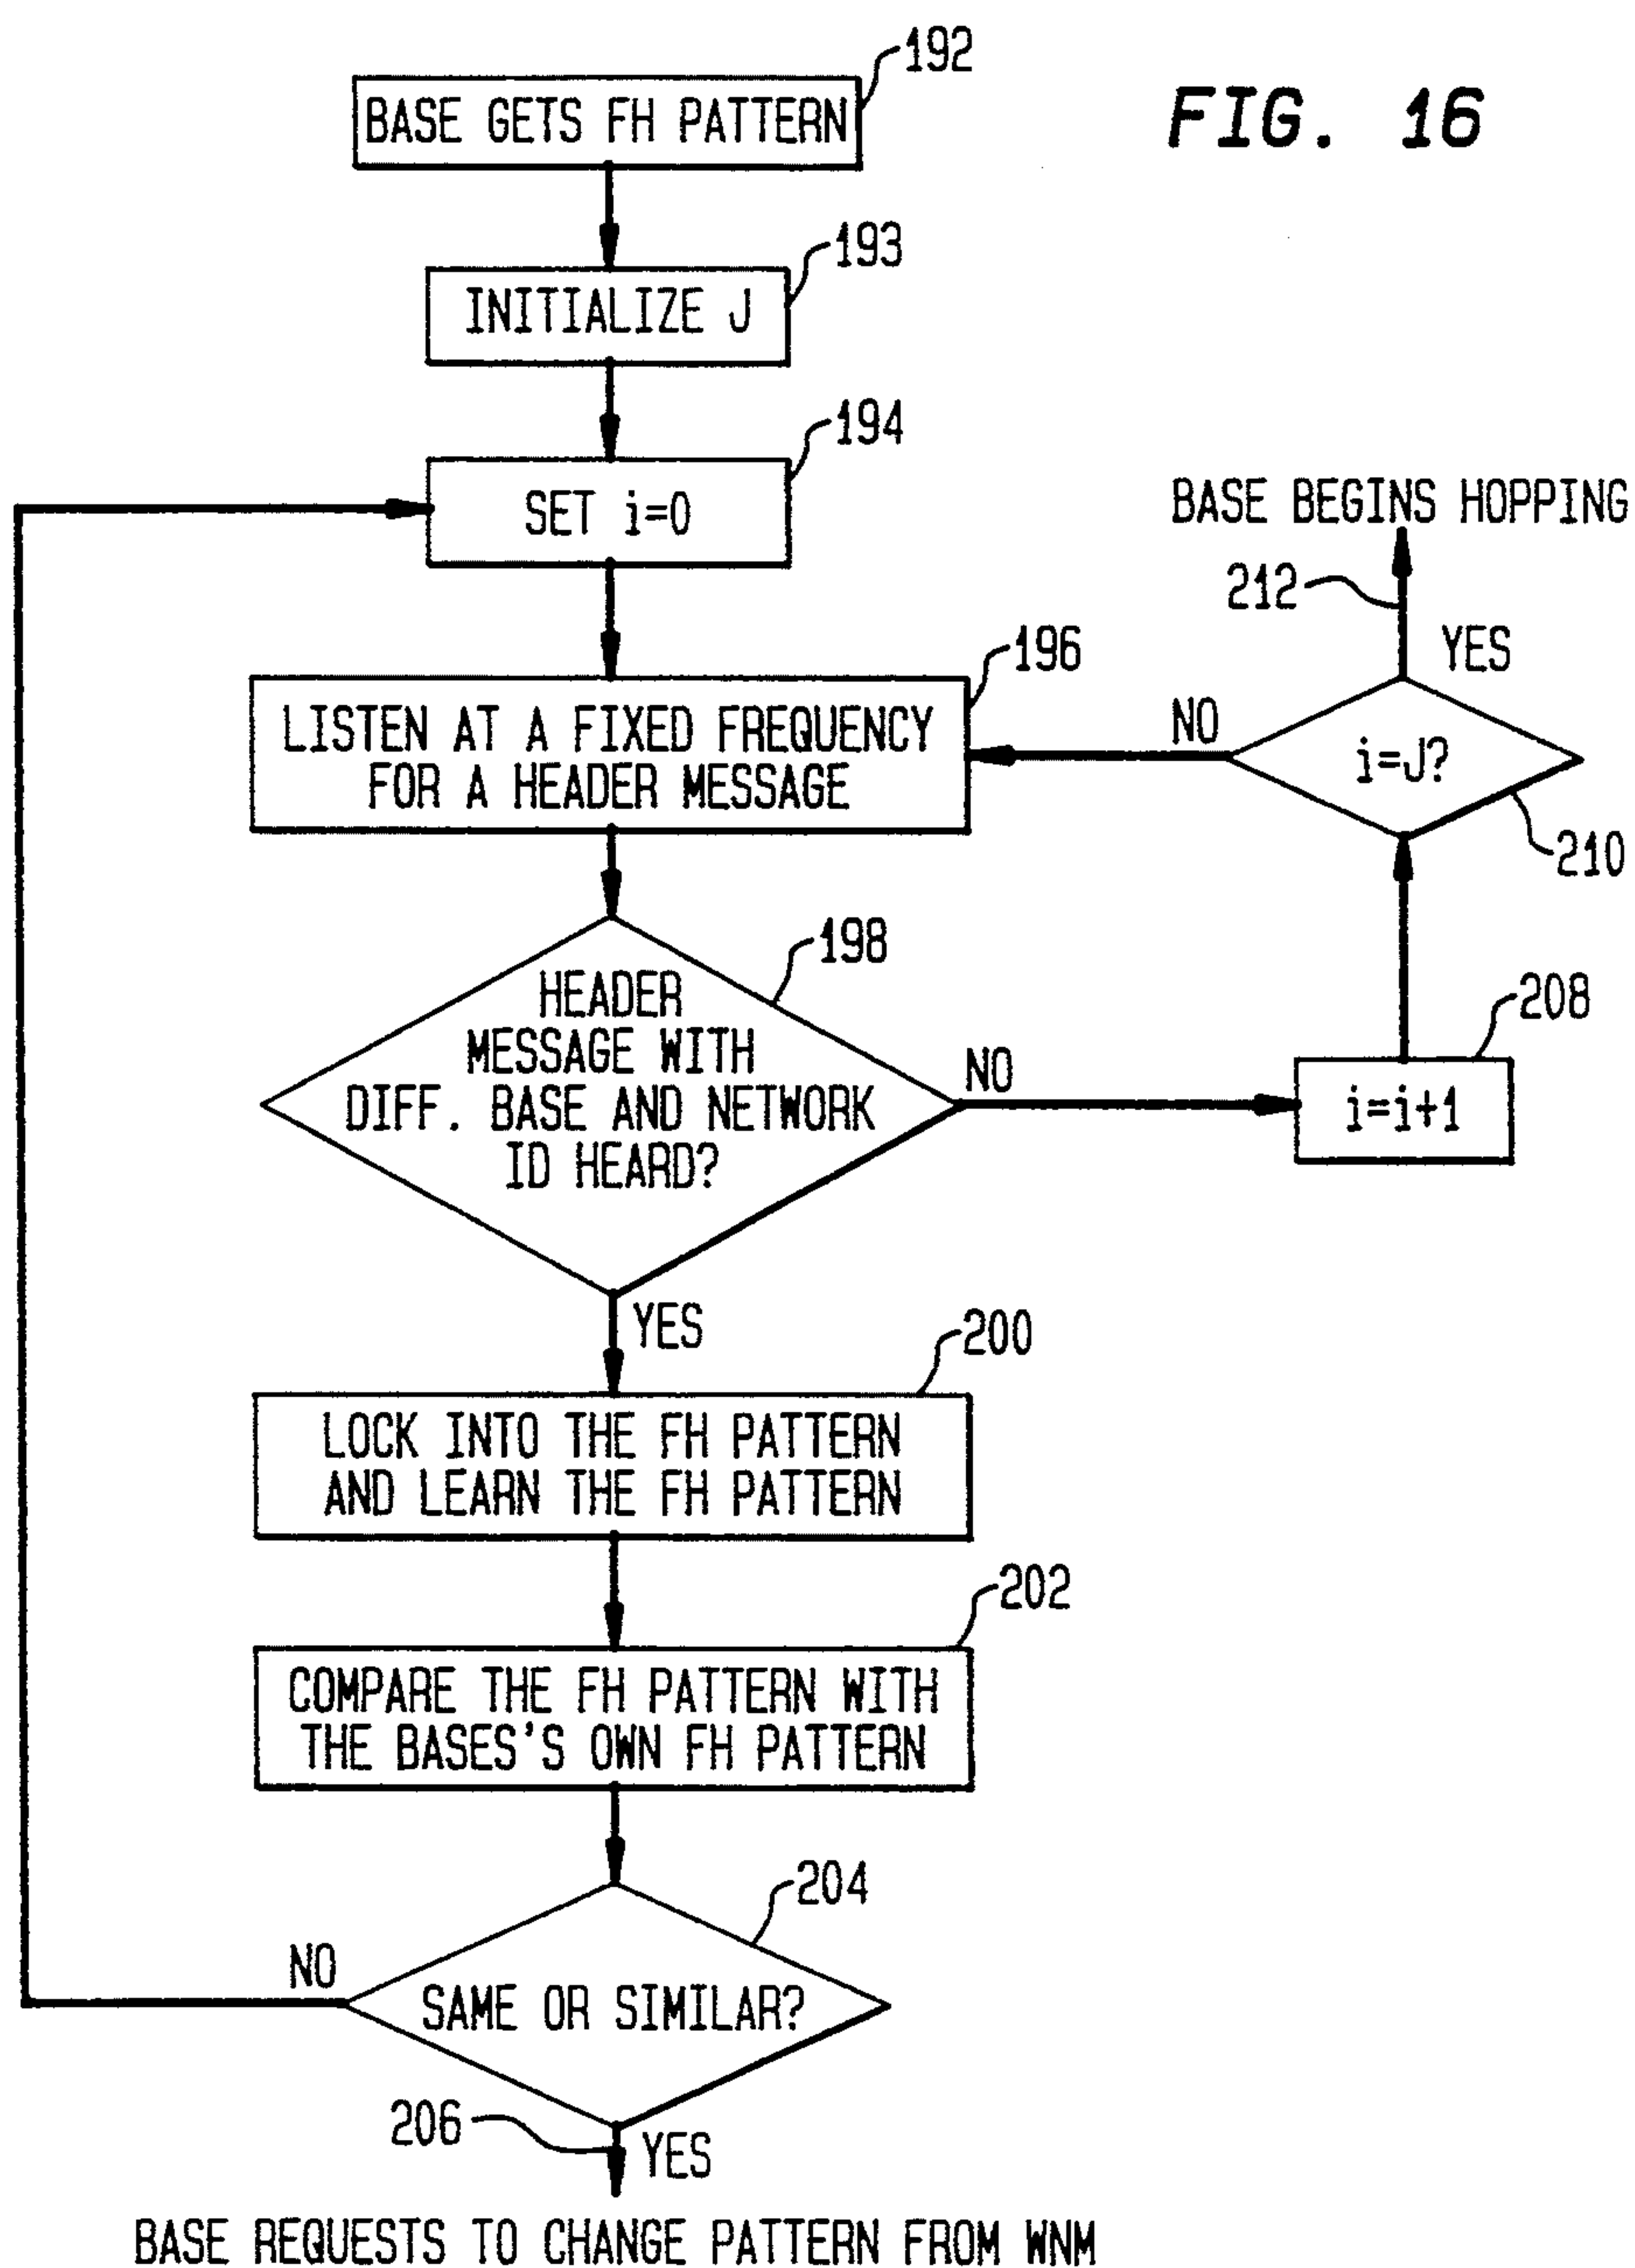 192
BASE GETS FH PATTERN
FIG. 16
193
INITIALIZE J
194
SET i=0
BASE BEGINS HOPPING
212
YES
196
LISTEN AT A FIXED FREQUENCY
FOR A HEADER MESSAGE
NO
i=J?
210
198
HEADER
MESSAGE WITH
DIFF. BASE AND NETWORK
ID HEARD?
NO
208
i=i+1
YES
200
LOCK INTO THE FH PATTERN
AND LEARN THE FH PATTERN
202
COMPARE THE FH PATTERN WITH
THE BASES'S OWN FH PATTERN
204
NO
SAME OR SIMILAR?
206
YES
BASE REQUESTS TO CHANGE PATTERN FROM WNM